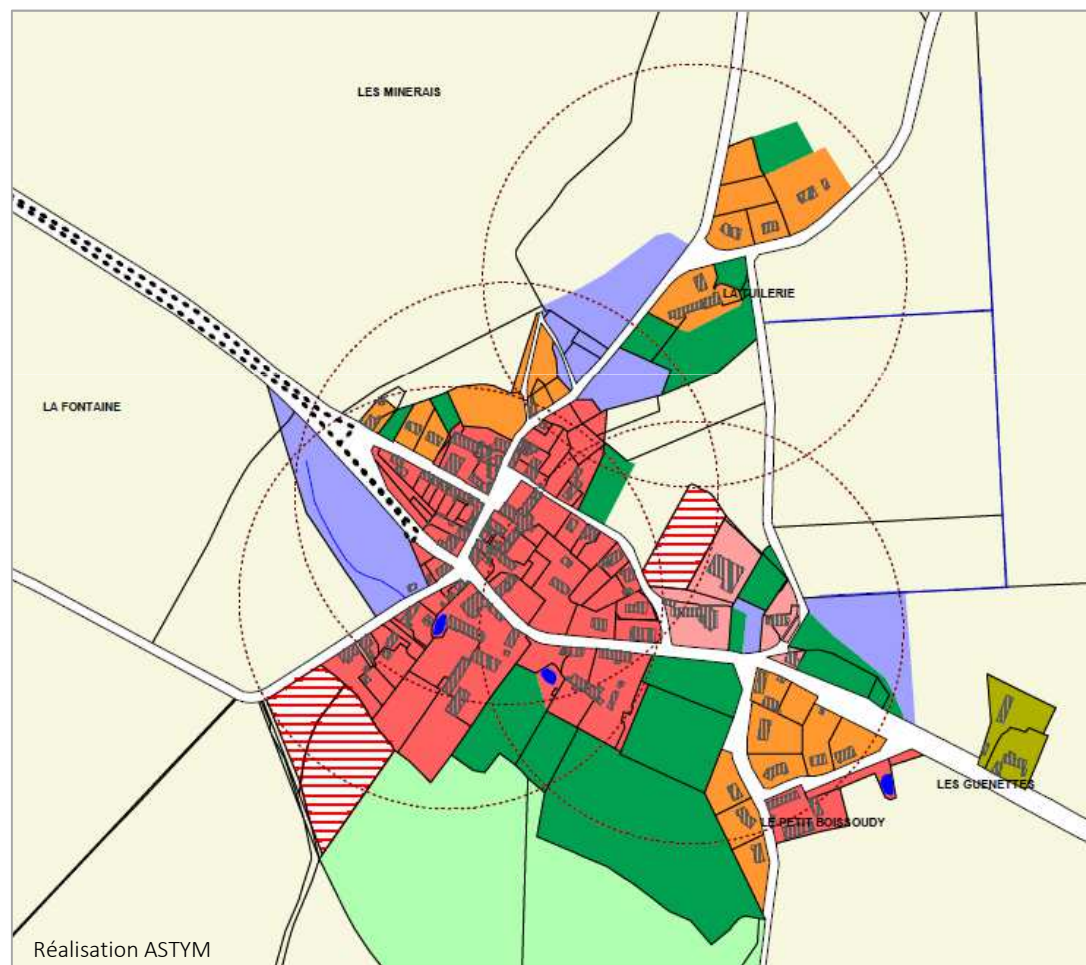 LES MINERAIS
LA TUILERIE
LA FONTAINE
LES GUENETTES
LE PETIT BOISSOUDY
Réalisation ASTYM